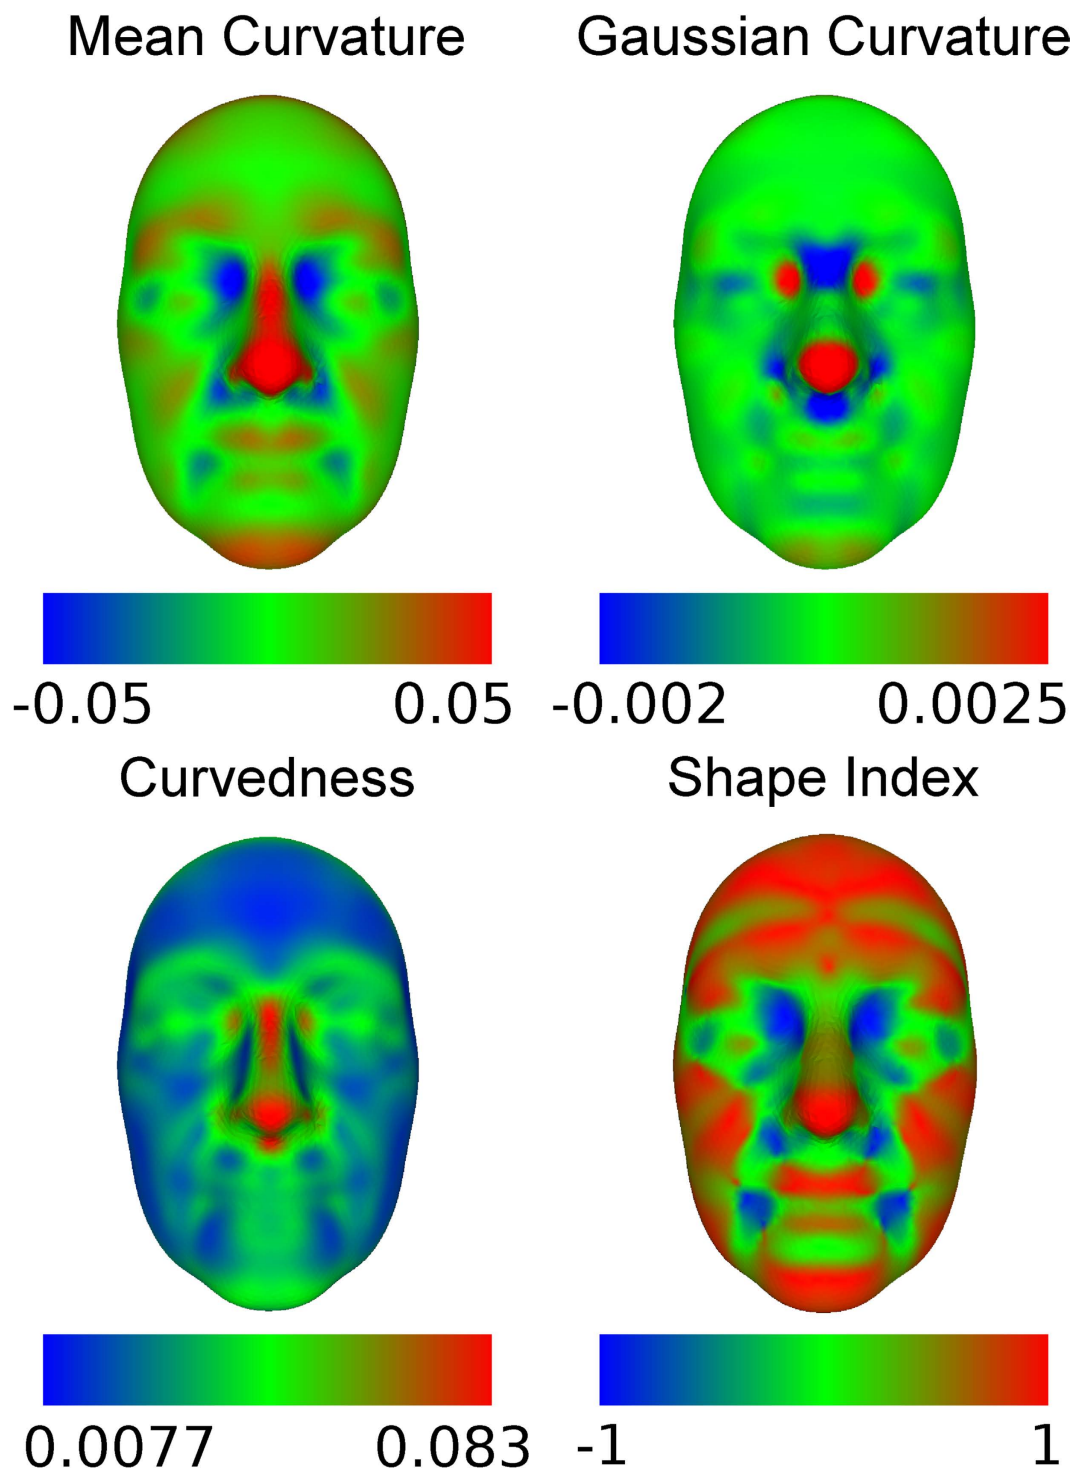 Mean Curvature
Gaussian Curvature
-0.05 0.05
-0.002 0.0025
Curvedness
Shape Index
0.0077 0.083
-1 1